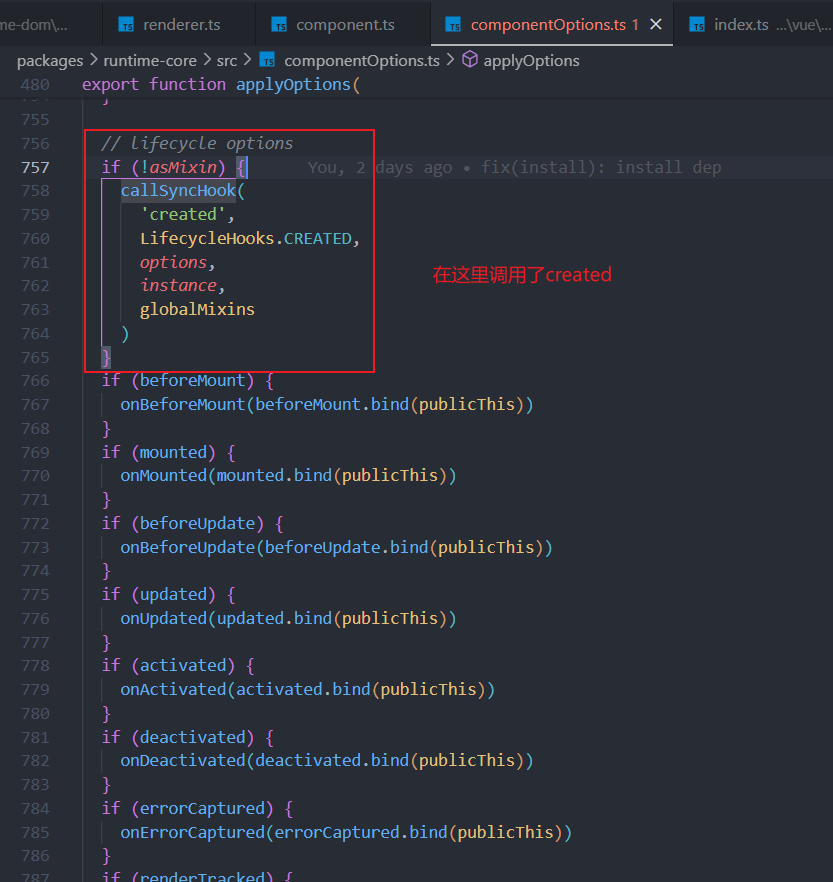 me-dom\... TS renderer.ts TS component.ts TS componentOptions.ts 1 × TS index.ts ...\vue\...
packages > runtime-core > src > TS componentOptions.ts > applyOptions
480 export function applyOptions(
755
756 // lifecycle options
757 if (!asMixin) { You, 2 days ago • fix(install): install dep
758 callSyncHook(
759 'created',
760 LifecycleHooks.CREATED,
761 options,
762 instance,
763 globalMixins
764 )
765 }
在这里调用了created
766 if (beforeMount) {
767 onBeforeMount(beforeMount.bind(publicThis))
768 }
769 if (mounted) {
770 onMounted(mounted.bind(publicThis))
771 }
772 if (beforeUpdate) {
773 onBeforeUpdate(beforeUpdate.bind(publicThis))
774 }
775 if (updated) {
776 onUpdated(updated.bind(publicThis))
777 }
778 if (activated) {
779 onActivated(activated.bind(publicThis))
780 }
781 if (deactivated) {
782 onDeactivated(deactivated.bind(publicThis))
783 }
784 if (errorCaptured) {
785 onErrorCaptured(errorCaptured.bind(publicThis))
786 }
787 if (renderTracked) {